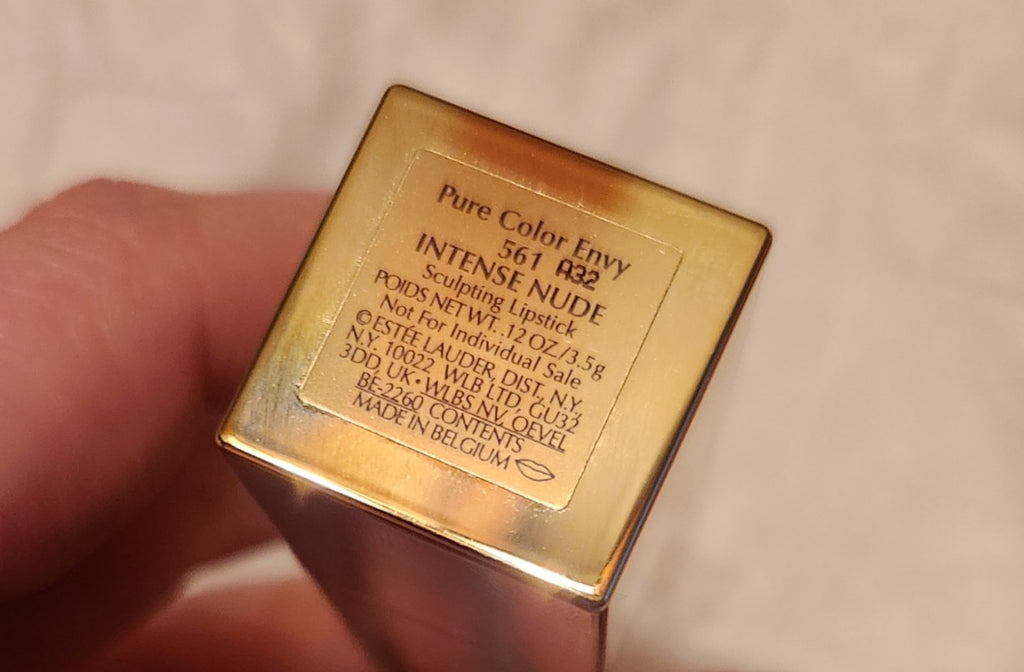 Pure Color Envy
561 A32
INTENSE NUDE
Sculpting Lipstick
POIDS NET WT. .12 OZ./3.5g
Not For Individual Sale
©ESTĒE LAUDER, DIST., N.Y.,
N.Y. 10022 WLB LTD, GU32
3DD, UK • WLBS NV, OEVEL
BE-2260 CONTENTS
MADE IN BELGIUM